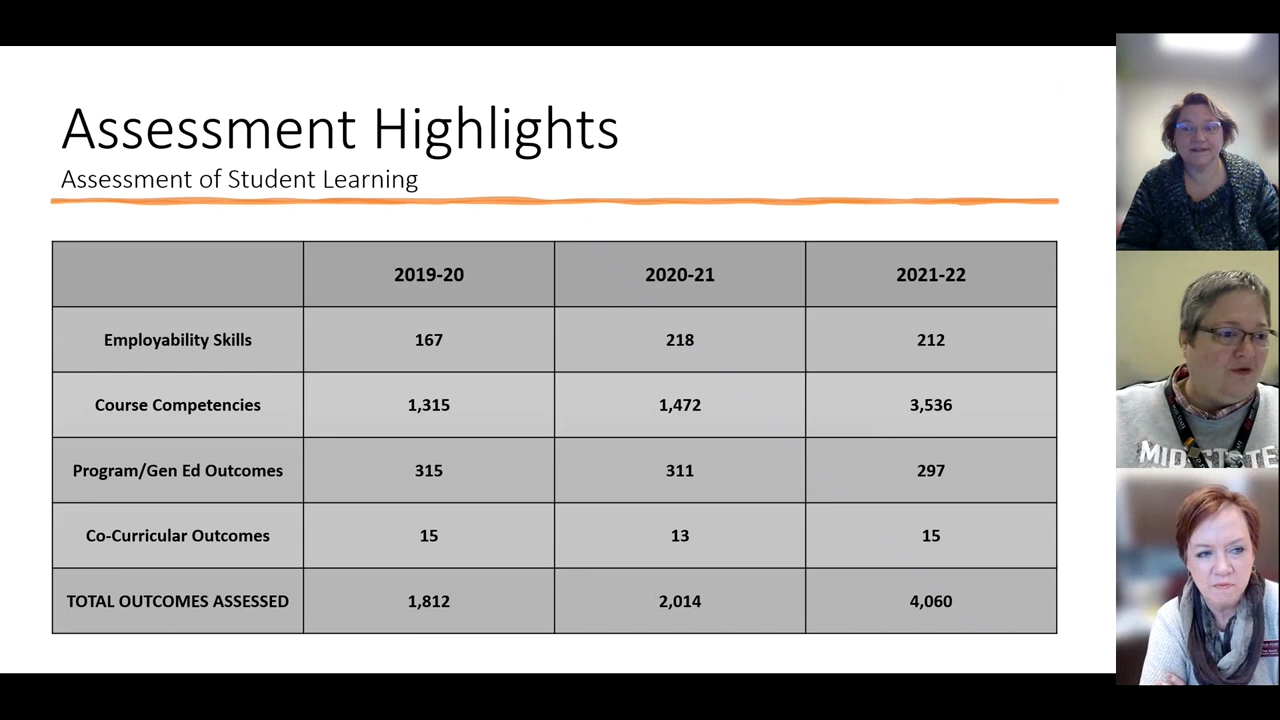 Assessment Highlights
Assessment of Student Learning
2019-20 2020-21 2021-22
Employability Skills 167 218 212
Course Competencies 1,315 1,472 3,536
Program/Gen Ed Outcomes 315 311 297
Co-Curricular Outcomes 15 13 15
TOTAL OUTCOMES ASSESSED 1,812 2,014 4,060